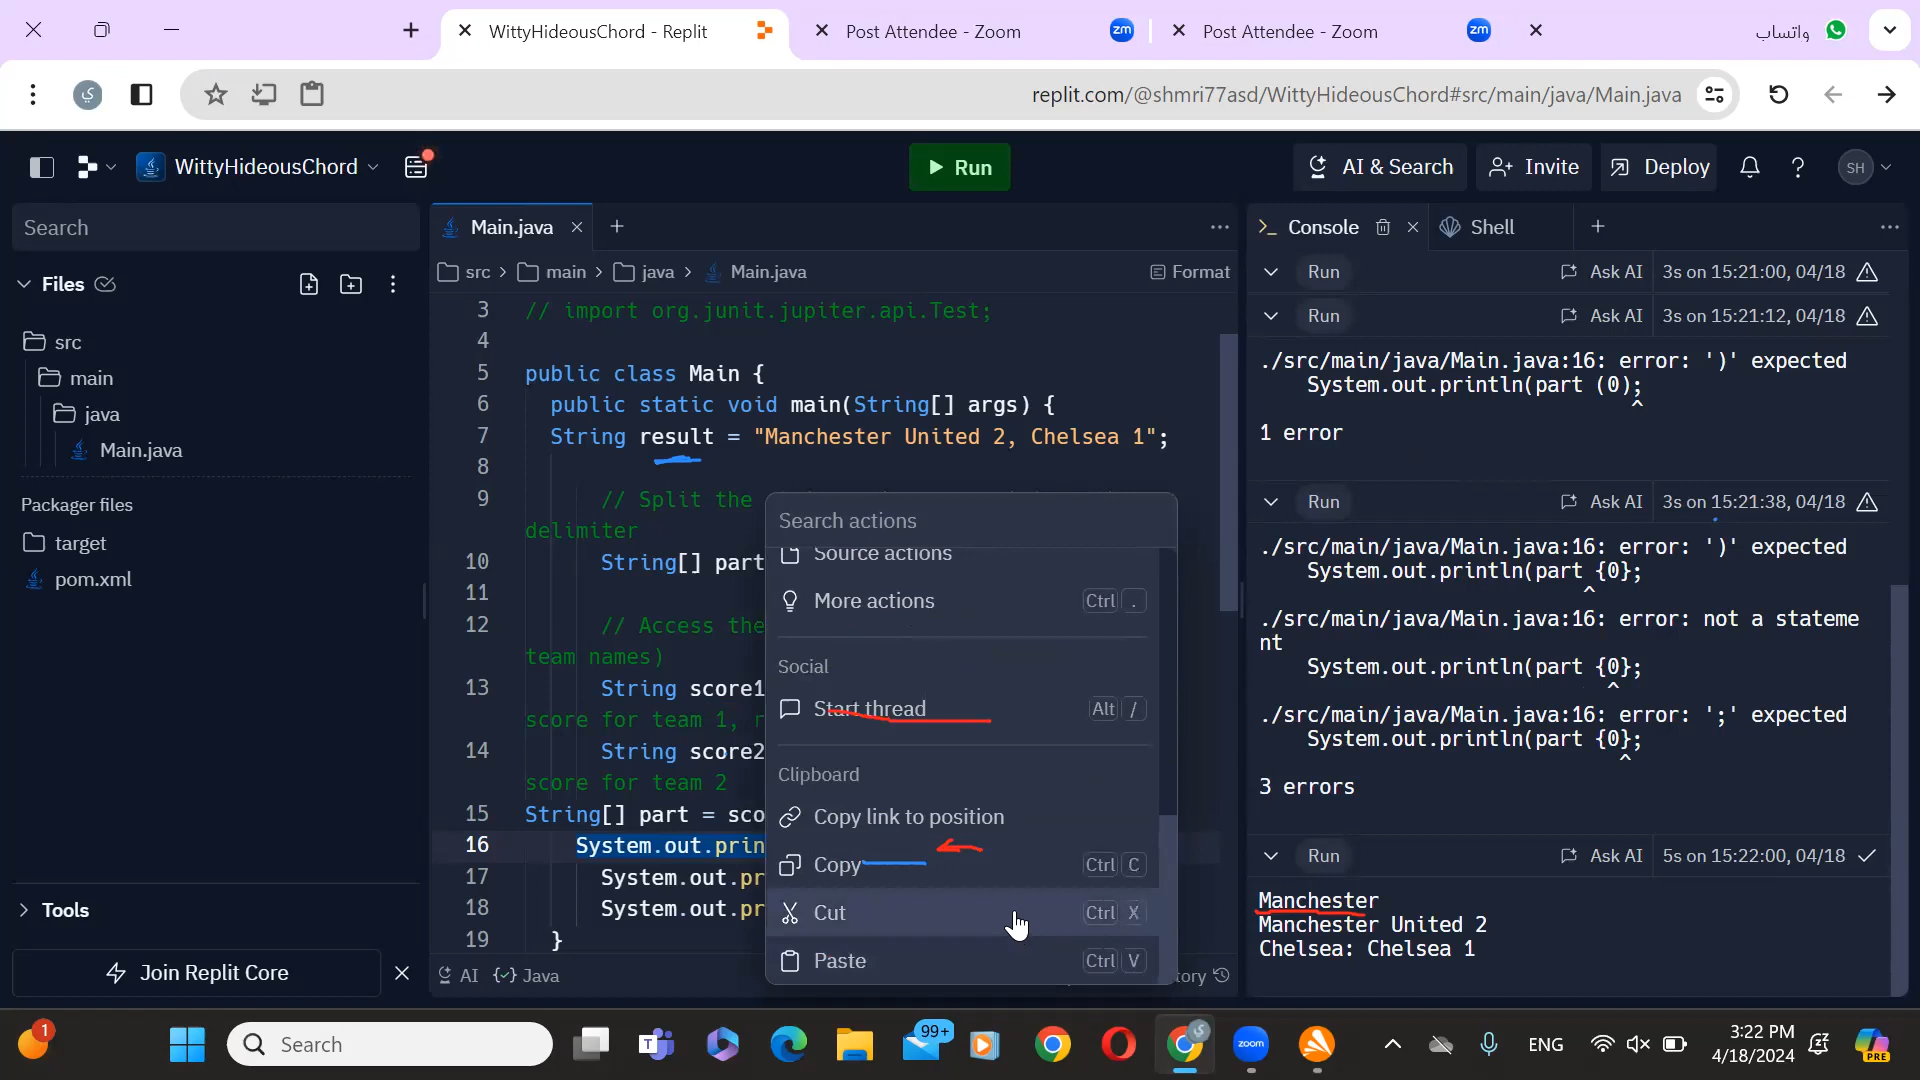 WittyHideousChord - Replit
Post Attendee - Zoom
zm
Post Attendee - Zoom
zm
واتساب
ي
replit.com/@shmri77asd/WittyHideousChord#src/main/java/Main.java
WittyHideousChord
Run
AI & Search
Invite
Deploy
SH
Search
Files
src
main
java
Main.java
Packager files
target
pom.xml
Tools
Join Replit Core
Main.java
src > main > java > Main.java
Format
3 // import org.junit.jupiter.api.Test;
4
5 public class Main {
6 public static void main(String[] args) {
7 String result = "Manchester United 2, Chelsea 1";
8
9 // Split the
delimiter
10 String[] part
11
12 // Access the
team names)
13 String score1
score for team 1, r
14 String score2
score for team 2
15 String[] part = sco
16 System.out.prin
17 System.out.pr
18 System.out.pr
19 }
AI
Java
tory
Search actions
Source actions
More actions Ctrl .
Social
Start thread Alt /
Clipboard
Copy link to position
Copy Ctrl C
Cut Ctrl X
Paste Ctrl V
Console
Shell
Run Ask AI 3s on 15:21:00, 04/18
Run Ask AI 3s on 15:21:12, 04/18
./src/main/java/Main.java:16: error: ')' expected
System.out.println(part (0);
^
1 error
Run Ask AI 3s on 15:21:38, 04/18
./src/main/java/Main.java:16: error: ')' expected
System.out.println(part {0};
^
./src/main/java/Main.java:16: error: not a stateme
nt
System.out.println(part {0};
^
./src/main/java/Main.java:16: error: ';' expected
System.out.println(part {0};
^
3 errors
Run Ask AI 5s on 15:22:00, 04/18
Manchester
Manchester United 2
Chelsea: Chelsea 1
1
Search
99+
zoom
ENG
3:22 PM
4/18/2024
PRE